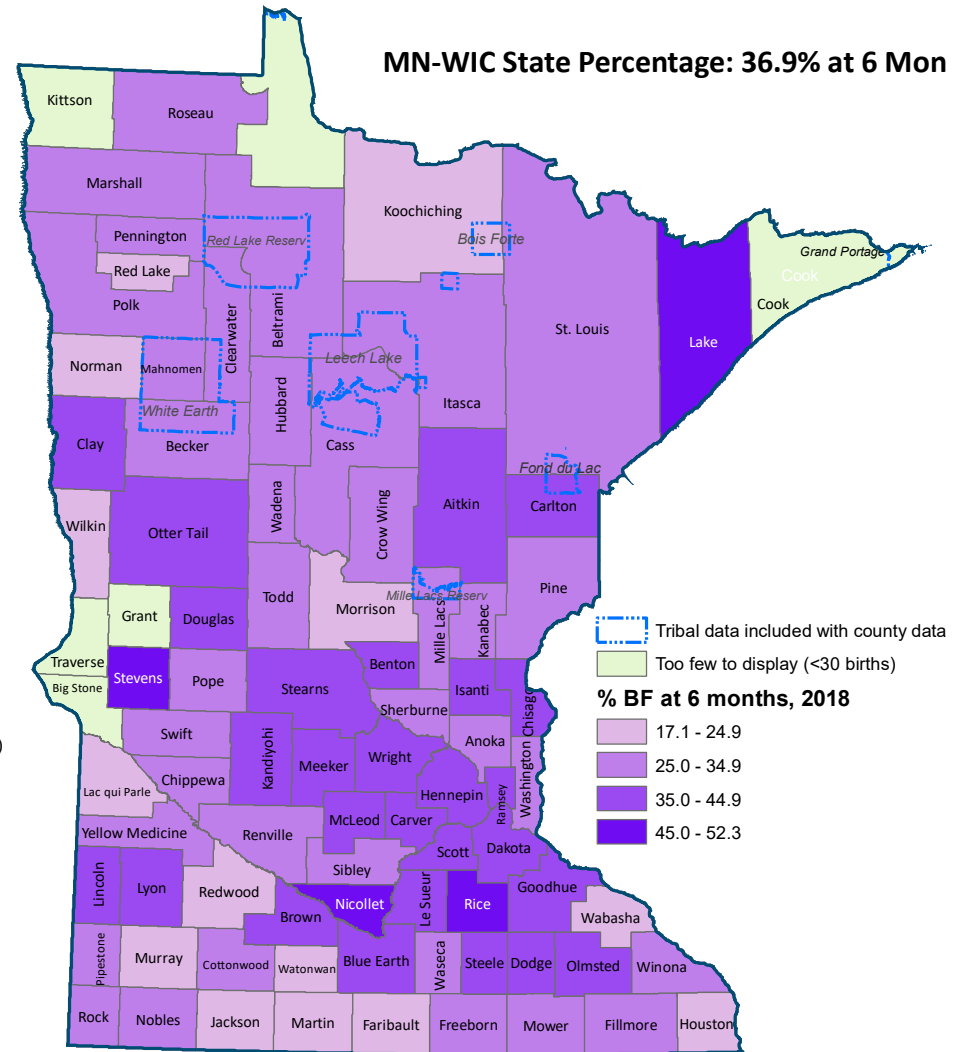 MN-WIC State Percentage: 36.9% at 6 Mon
Kittson
Roseau
Marshall
Koochiching
Pennington
Red Lake Reserv
Bois Forte
Grand Portage
Red Lake
Cook
Cook
Polk
Clearwater
Beltrami
St. Louis
Lake
Norman
Mahnomen
Leech Lake
Hubbard
Itasca
White Earth
Clay
Becker
Cass
Fond du Lac
Wadena
Crow Wing
Aitkin
Carlton
Wilkin
Otter Tail
Todd
Morrison
Mille Lacs Reserv
Pine
Grant
Douglas
Mille Lacs
Kanabec
Tribal data included with county data
Traverse
Benton
Too few to display (<30 births)
Big Stone
Stevens
Pope
Stearns
Isanti
Chisago
% BF at 6 months, 2018
Sherburne
17.1 - 24.9
Swift
Anoka
Kandiyohi
Meeker
Wright
Washington
25.0 - 34.9
Chippewa
Hennepin
Ramsey
35.0 - 44.9
Lac qui Parle
McLeod
Carver
45.0 - 52.3
Yellow Medicine
Renville
Scott
Dakota
Sibley
Lincoln
Lyon
Redwood
Nicollet
Le Sueur
Rice
Goodhue
Brown
Wabasha
Pipestone
Murray
Cottonwood
Watonwan
Blue Earth
Waseca
Steele
Dodge
Olmsted
Winona
Rock
Nobles
Jackson
Martin
Faribault
Freeborn
Mower
Fillmore
Houston
)